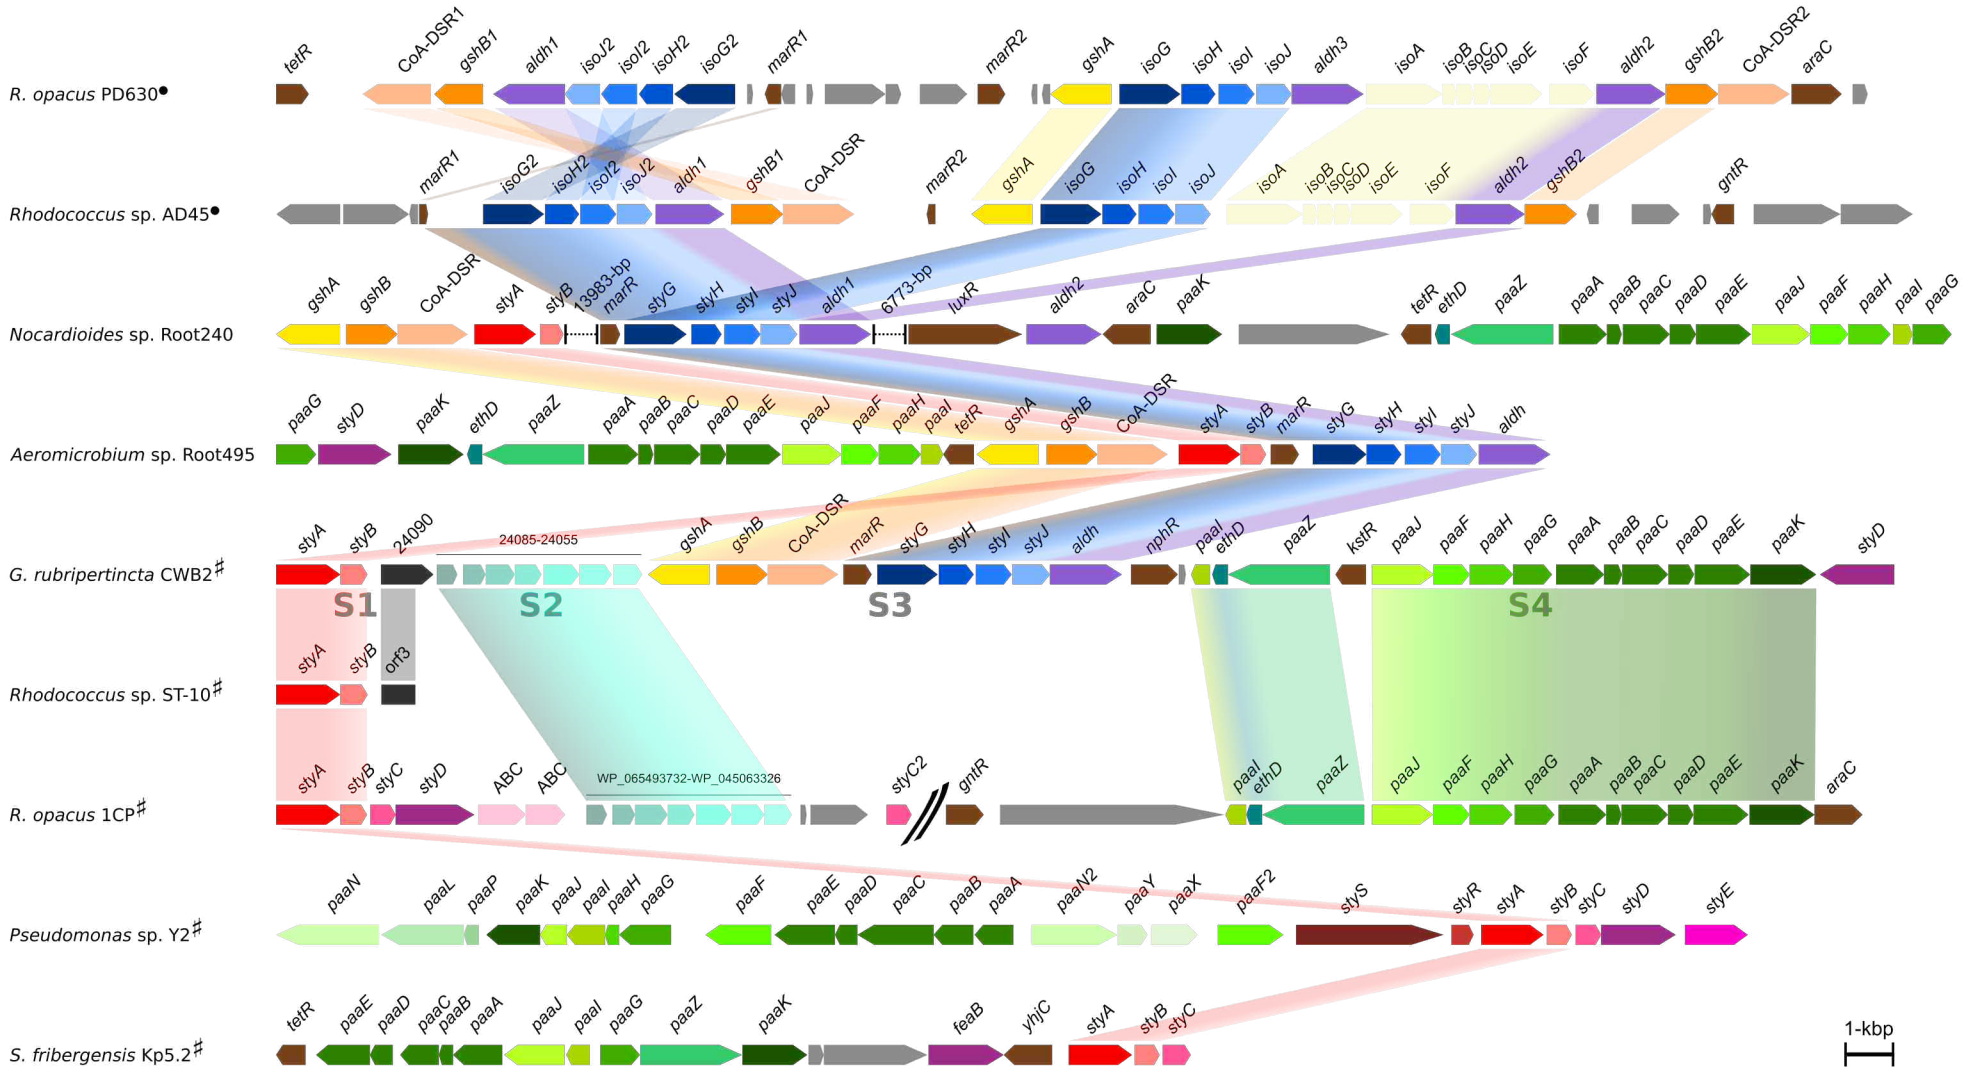 tetR CoA-DSR1 gshB1 aldh1 isoJ2 isoI2 isoH2 isoG2 marR1 marR2 gshA isoG isoH isoI isoJ aldh3 isoA isoB isoC isoD isoE isoF aldh2 gshB2 CoA-DSR2 araC
R. opacus PD630●
marR1 isoG2 isoH2 isoI2 isoJ2 aldh1 gshB1 CoA-DSR marR2 gshA isoG isoH isoI isoJ isoA isoB isoC isoD isoE isoF aldh2 gshB2 gntR
Rhodococcus sp. AD45●
gshA gshB CoA-DSR styA styB 13983-bp marR styG styH styI styJ aldh1 6773-bp luxR aldh2 araC paaK tetR ethD paaZ paaA paaB paaC paaD paaE paaJ paaF paaH paaI paaG
Nocardioides sp. Root240
paaG styD paaK ethD paaZ paaA paaB paaC paaD paaE paaJ paaF paaH paaI tetR gshA gshB CoA-DSR styA styB marR styG styH styI styJ aldh
Aeromicrobium sp. Root495
styA styB 24090 24085-24055 gshA gshB CoA-DSR marR styG styH styI styJ aldh nphR paaI ethD paaZ kstR paaJ paaF paaH paaG paaA paaB paaC paaD paaE paaK styD
G. rubripertincta CWB2♯
S1 S2 S3 S4
styA styB orf3
Rhodococcus sp. ST-10♯
styA styB styC styD ABC ABC WP_065493732-WP_045063326 styC2 gntR paaI ethD paaZ paaJ paaF paaH paaG paaA paaB paaC paaD paaE paaK araC
R. opacus 1CP♯
paaN paaL paaP paaK paaJ paaI paaH paaG paaF paaE paaD paaC paaB paaA paaN2 paaY paaX paaF2 styS styR styA styB styC styD styE
Pseudomonas sp. Y2♯
tetR paaE paaD paaC paaB paaA paaJ paaI paaG paaZ paaK feaB yhjC styA styB styC
S. fribergensis Kp5.2♯
1-kbp